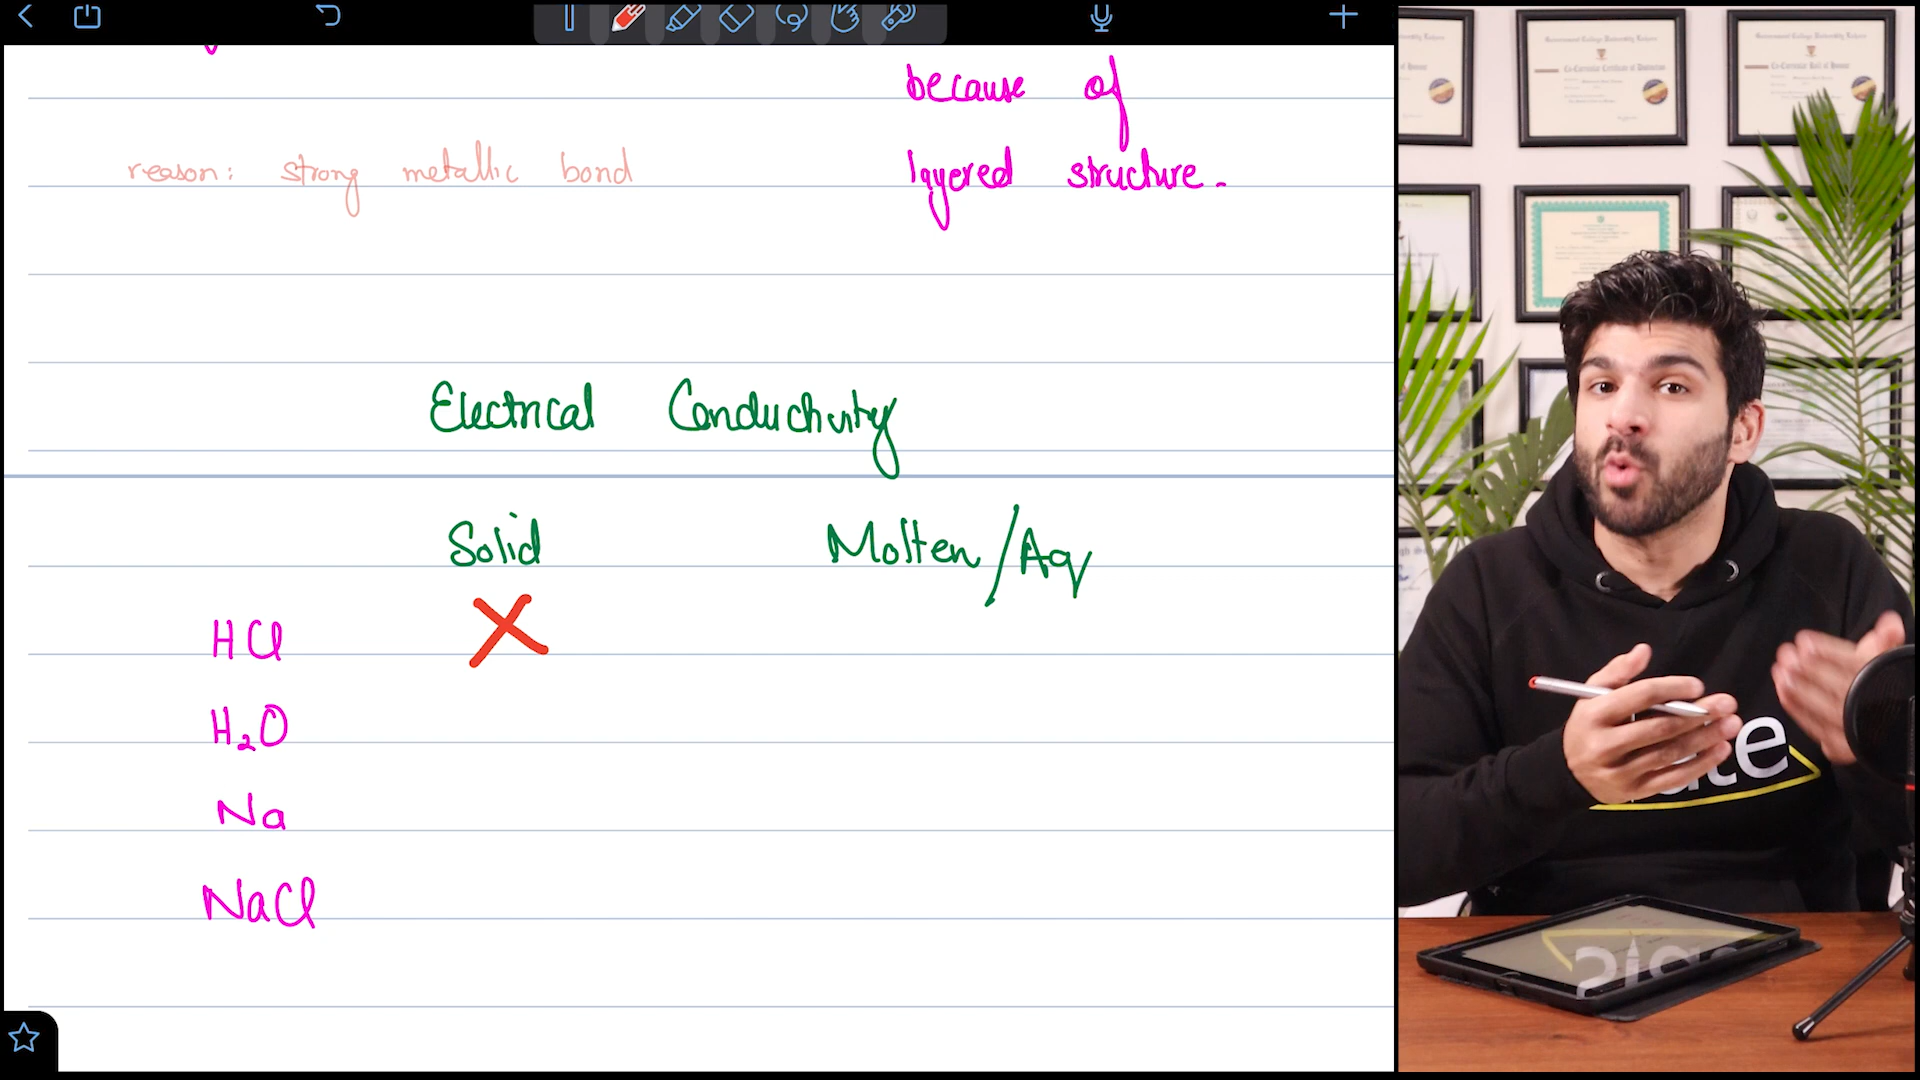 because of
reason: strong metallic bond
layered structure.
Electrical Conductivity
Solid
Molten/Aq
HCl
H₂O
Na
NaCl